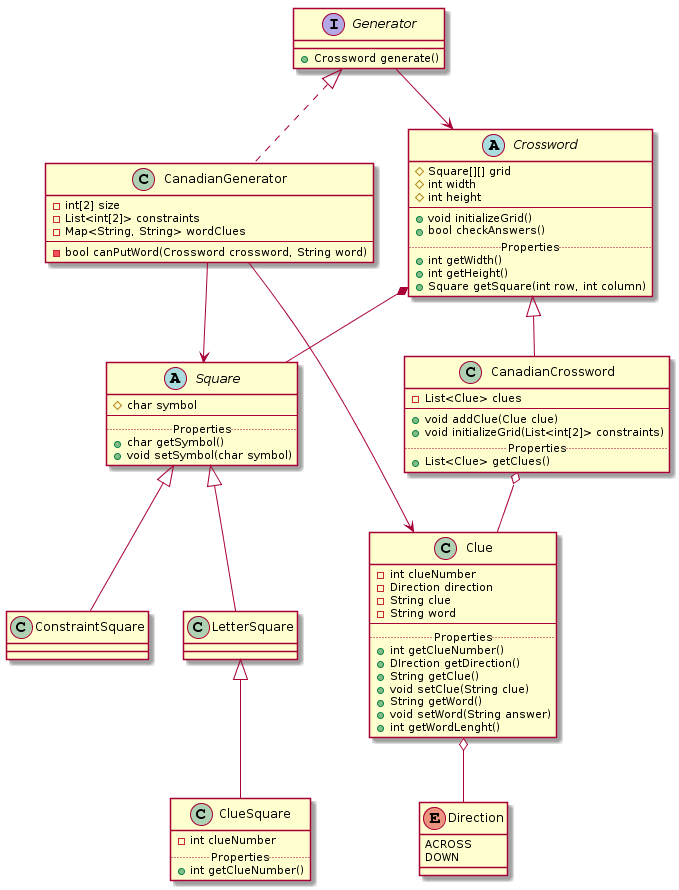 I Generator
Crossword generate()
A Crossword
Square[][] grid
int width
int height
void initializeGrid()
bool checkAnswers()
Properties
int getWidth()
int getHeight()
Square getSquare(int row, int column)
C CanadianGenerator
int[2] size
List<int[2]> constraints
Map<String, String> wordClues
bool canPutWord(Crossword crossword, String word)
A Square
char symbol
Properties
char getSymbol()
void setSymbol(char symbol)
C CanadianCrossword
List<Clue> clues
void addClue(Clue clue)
void initializeGrid(List<int[2]> constraints)
Properties
List<Clue> getClues()
C Clue
int clueNumber
Direction direction
String clue
String word
Properties
int getClueNumber()
DIrection getDirection()
String getClue()
void setClue(String clue)
String getWord()
void setWord(String answer)
int getWordLenght()
C ConstraintSquare
C LetterSquare
C ClueSquare
int clueNumber
Properties
int getClueNumber()
E Direction
ACROSS
DOWN